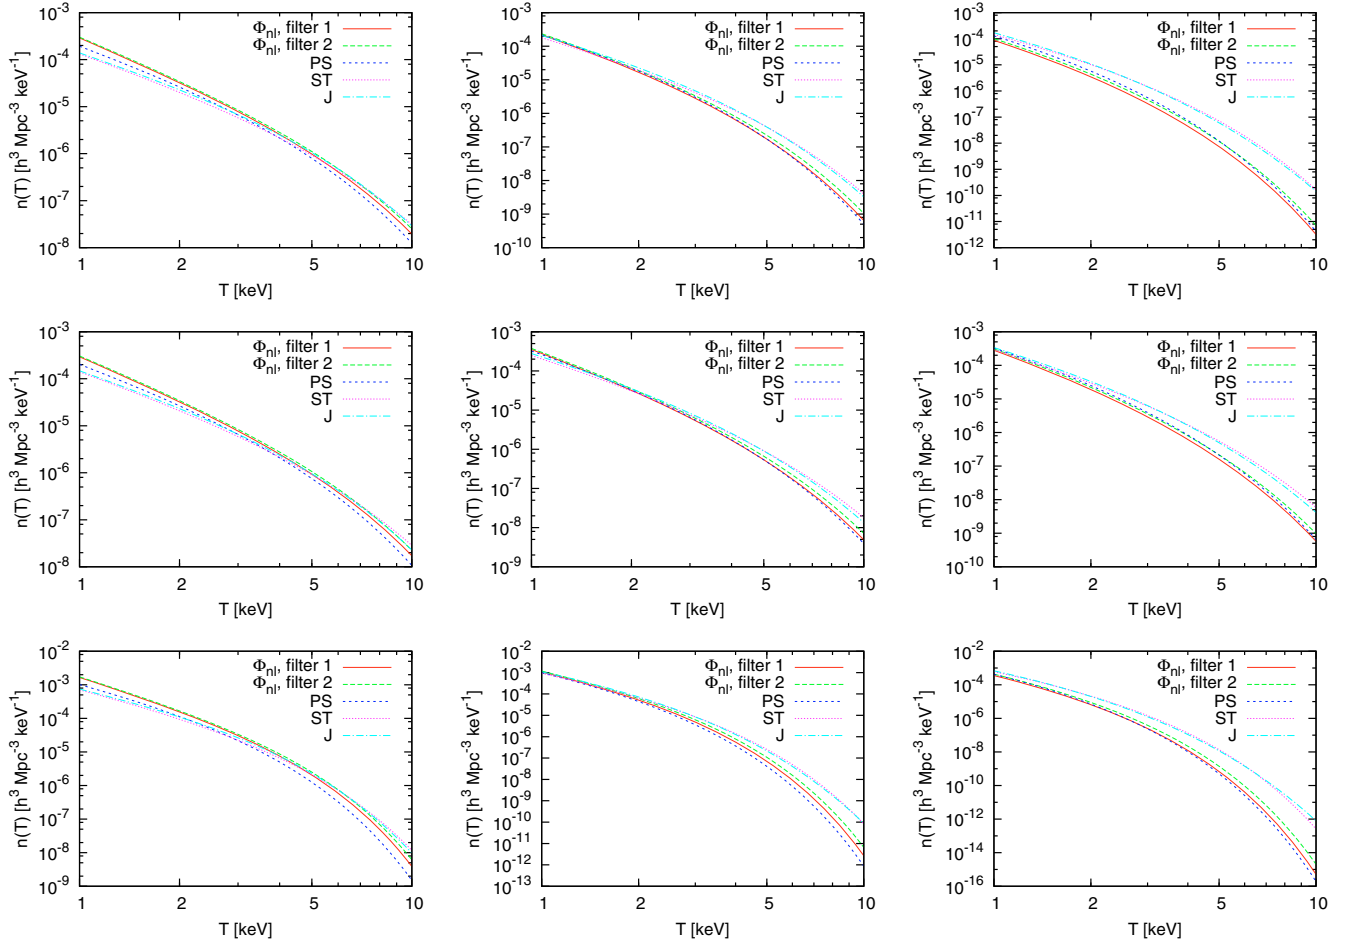 n(T) [h³ Mpc⁻³ keV⁻¹]
10⁻³
10⁻⁴
10⁻⁵
10⁻⁶
10⁻⁷
10⁻⁸
Φnl, filter 1
Φnl, filter 2
PS
ST
J
1 2 5 10
T [keV]
n(T) [h³ Mpc⁻³ keV⁻¹]
10⁻³
10⁻⁴
10⁻⁵
10⁻⁶
10⁻⁷
10⁻⁸
10⁻⁹
10⁻¹⁰
Φnl, filter 1
Φnl, filter 2
PS
ST
J
1 2 5 10
T [keV]
n(T) [h³ Mpc⁻³ keV⁻¹]
10⁻³
10⁻⁴
10⁻⁵
10⁻⁶
10⁻⁷
10⁻⁸
10⁻⁹
10⁻¹⁰
10⁻¹¹
10⁻¹²
Φnl, filter 1
Φnl, filter 2
PS
ST
J
1 2 5 10
T [keV]
n(T) [h³ Mpc⁻³ keV⁻¹]
10⁻³
10⁻⁴
10⁻⁵
10⁻⁶
10⁻⁷
10⁻⁸
Φnl, filter 1
Φnl, filter 2
PS
ST
J
1 2 5 10
T [keV]
n(T) [h³ Mpc⁻³ keV⁻¹]
10⁻³
10⁻⁴
10⁻⁵
10⁻⁶
10⁻⁷
10⁻⁸
10⁻⁹
Φnl, filter 1
Φnl, filter 2
PS
ST
J
1 2 5 10
T [keV]
n(T) [h³ Mpc⁻³ keV⁻¹]
10⁻³
10⁻⁴
10⁻⁵
10⁻⁶
10⁻⁷
10⁻⁸
10⁻⁹
10⁻¹⁰
Φnl, filter 1
Φnl, filter 2
PS
ST
J
1 2 5 10
T [keV]
n(T) [h³ Mpc⁻³ keV⁻¹]
10⁻²
10⁻³
10⁻⁴
10⁻⁵
10⁻⁶
10⁻⁷
10⁻⁸
10⁻⁹
Φnl, filter 1
Φnl, filter 2
PS
ST
J
1 2 5 10
T [keV]
n(T) [h³ Mpc⁻³ keV⁻¹]
10⁻²
10⁻³
10⁻⁴
10⁻⁵
10⁻⁶
10⁻⁷
10⁻⁸
10⁻⁹
10⁻¹⁰
10⁻¹¹
10⁻¹²
10⁻¹³
Φnl, filter 1
Φnl, filter 2
PS
ST
J
1 2 5 10
T [keV]
n(T) [h³ Mpc⁻³ keV⁻¹]
10⁻²
10⁻⁴
10⁻⁶
10⁻⁸
10⁻¹⁰
10⁻¹²
10⁻¹⁴
10⁻¹⁶
Φnl, filter 1
Φnl, filter 2
PS
ST
J
1 2 5 10
T [keV]